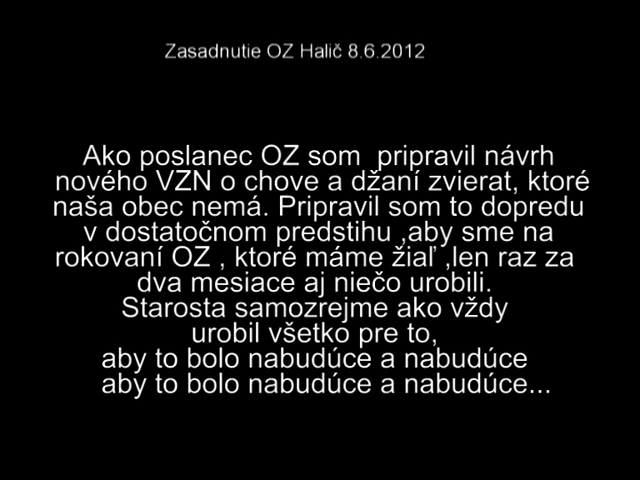 Zasadnutie OZ Halič 8.6.2012
Ako poslanec OZ som pripravil návrh
nového VZN o chove a džaní zvierat, ktoré
naša obec nemá. Pripravil som to dopredu
v dostatočnom predstihu ,aby sme na
rokovaní OZ , ktoré máme žiaľ ,len raz za
dva mesiace aj niečo urobili.
Starosta samozrejme ako vždy
urobil všetko pre to,
aby to bolo nabudúce a nabudúce
aby to bolo nabudúce a nabudúce...